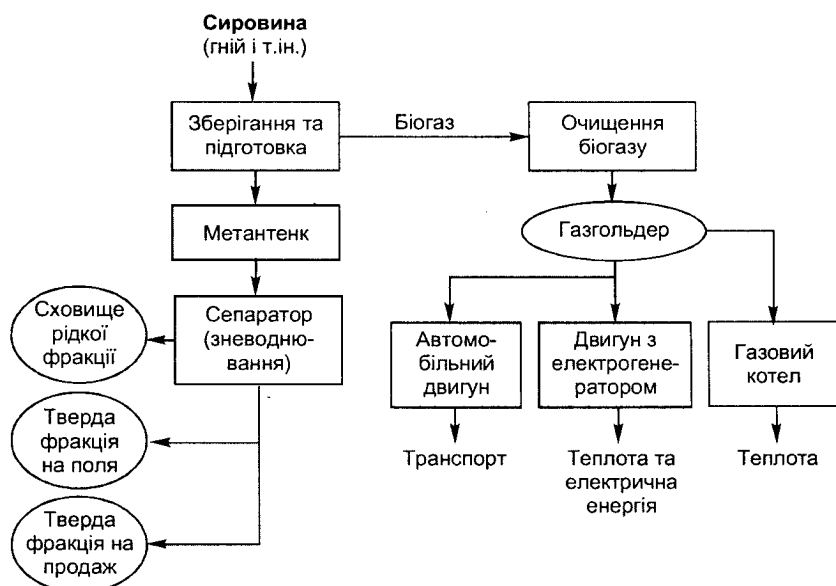 Сировина
(гній і т.ін.)
Зберігання та
підготовка
Біогаз
Очищення
біогазу
Метантенк
Газгольдер
Сховище
рідкої
фракції
Сепаратор
(зневодню-
вання)
Автомо-
більний
двигун
Двигун з
електрогене-
ратором
Газовий
котел
Тверда
фракція
на поля
Транспорт
Теплота та
електрична
енергія
Теплота
Тверда
фракція на
продаж